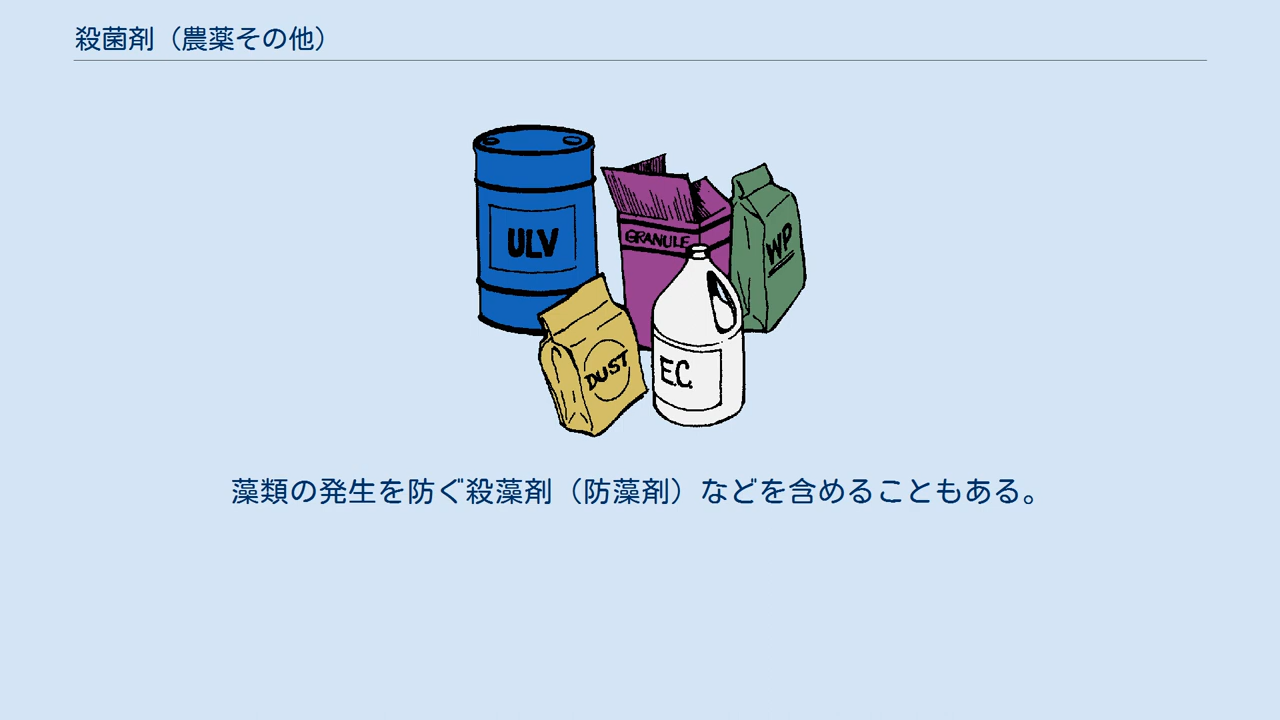 殺菌剤（農薬その他）
ULV
GRANULE
WP
DUST
E.C.
藻類の発生を防ぐ殺藻剤（防藻剤）などを含めることもある。